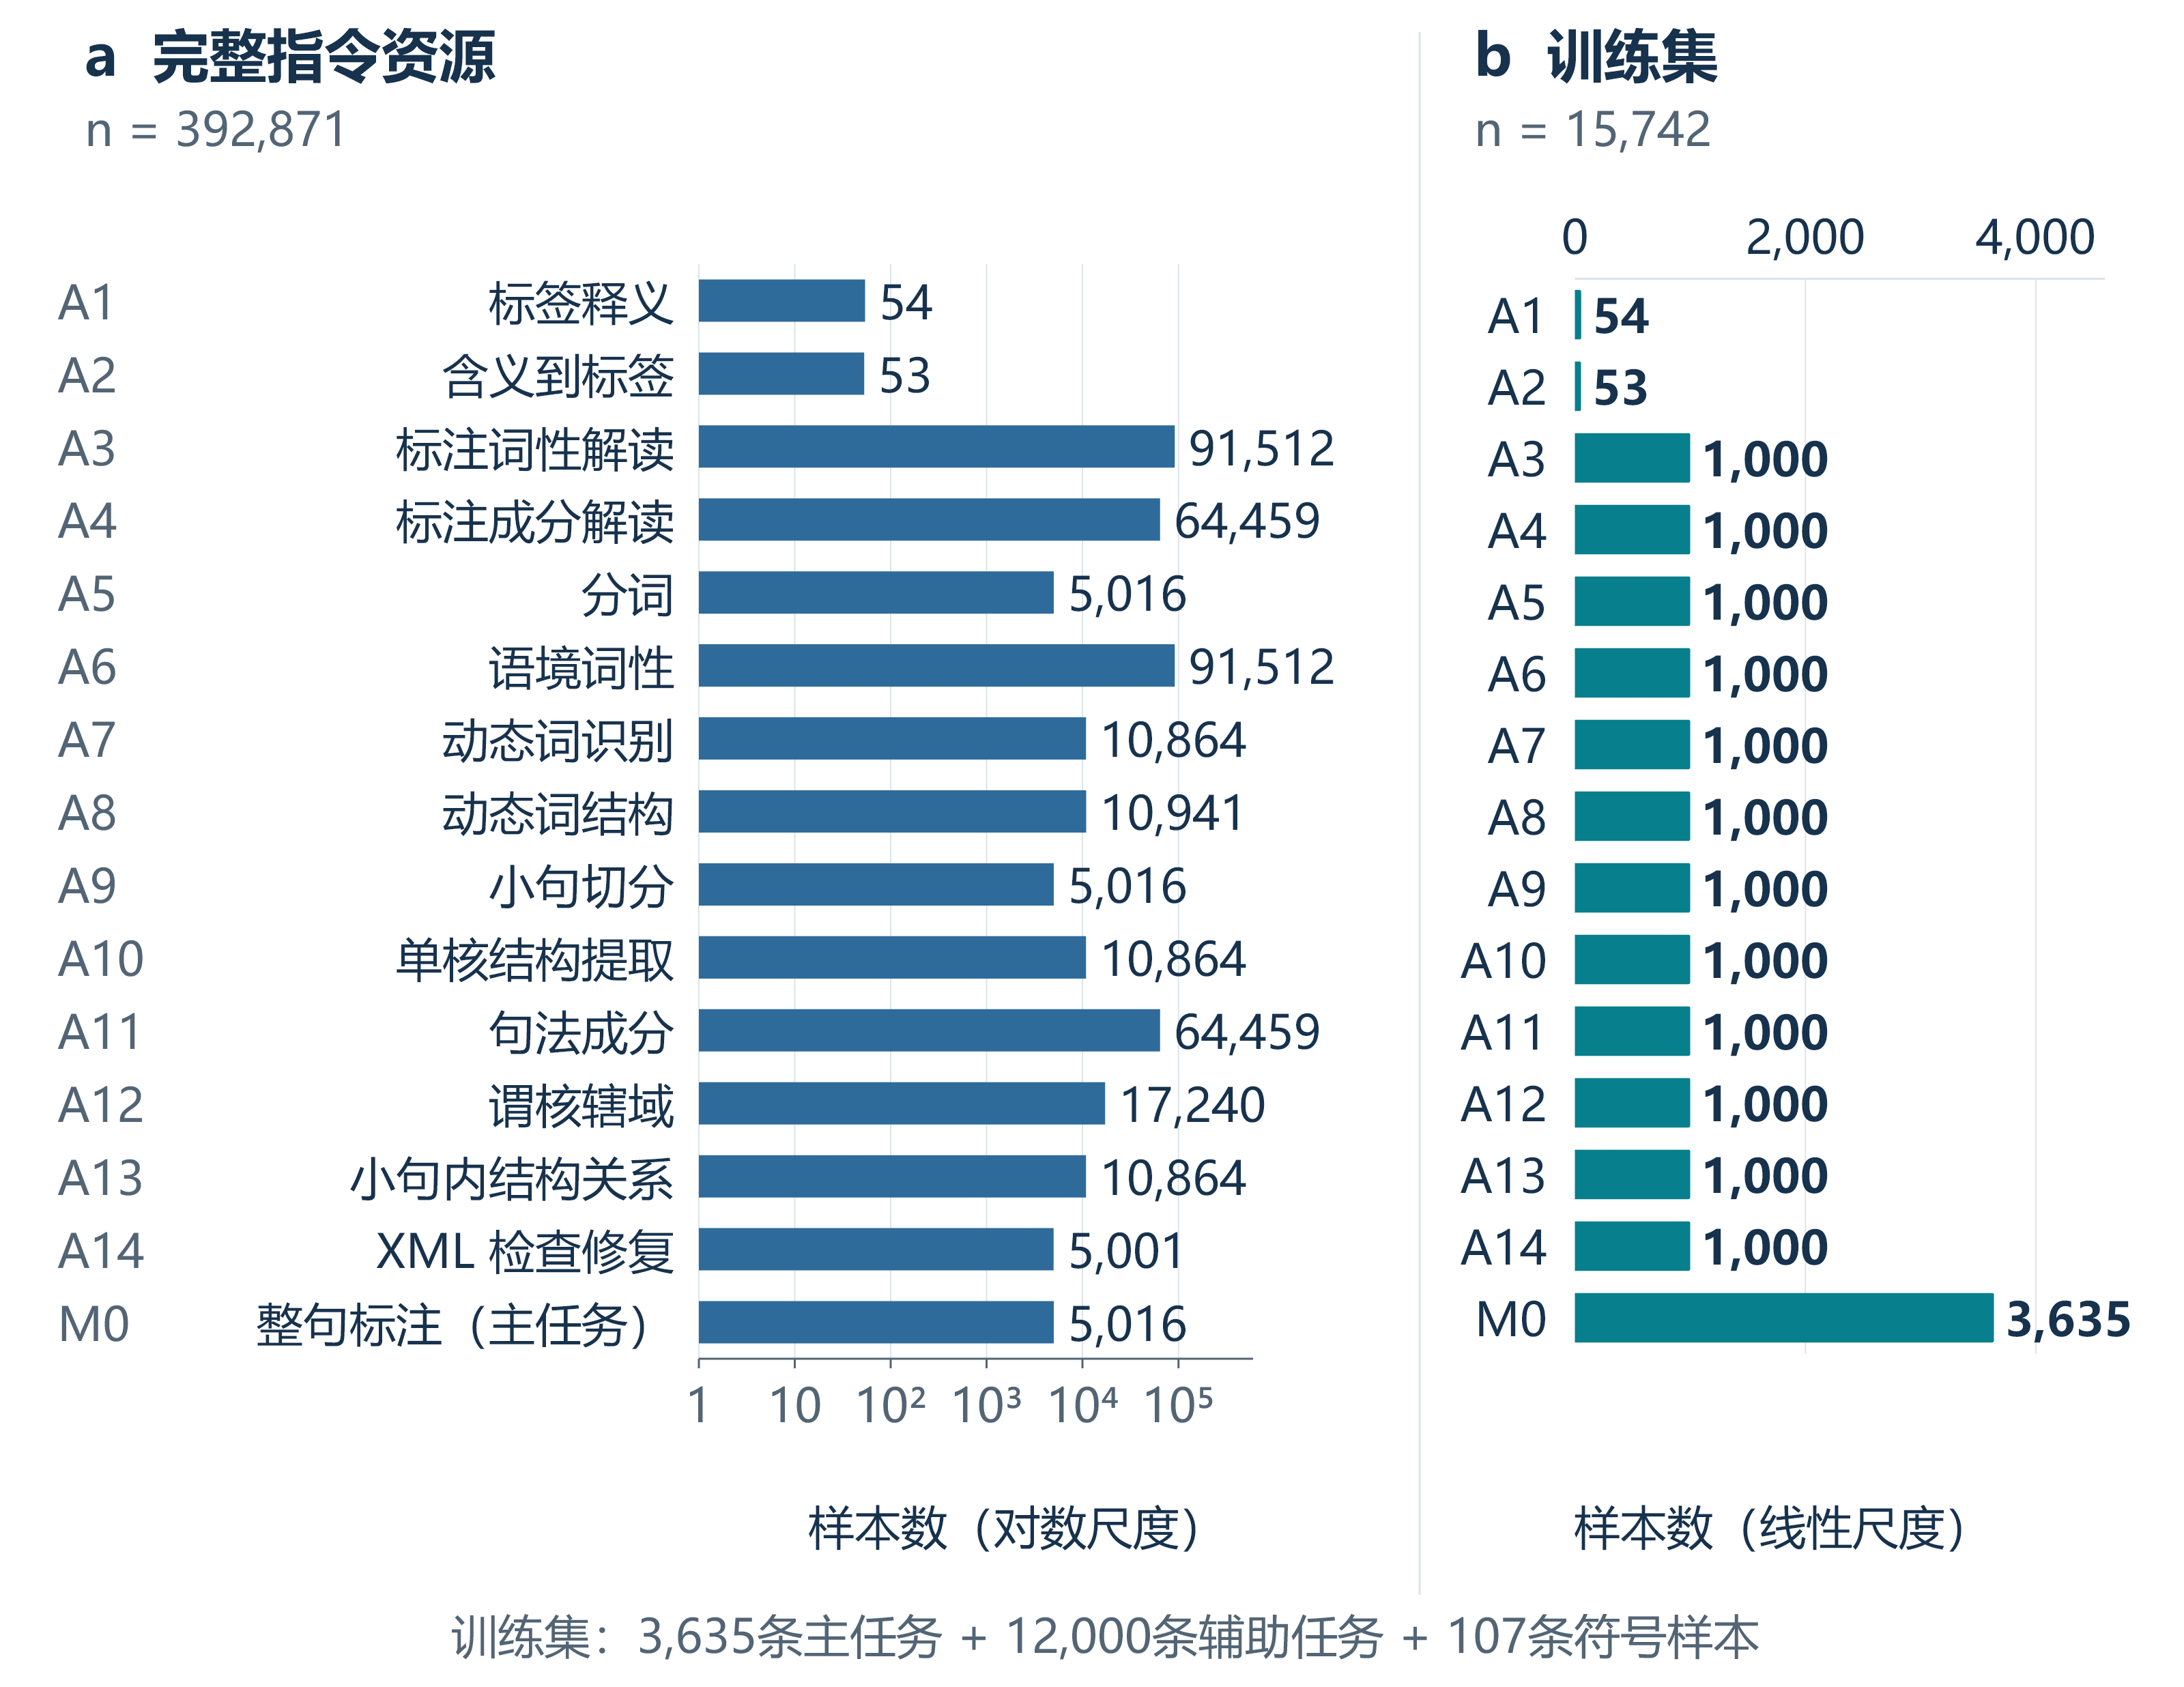 a 完整指令资源
n = 392,871
A1 标签释义 54
A2 含义到标签 53
A3 标注词性解读 91,512
A4 标注成分解读 64,459
A5 分词 5,016
A6 语境词性 91,512
A7 动态词识别 10,864
A8 动态词结构 10,941
A9 小句切分 5,016
A10 单核结构提取 10,864
A11 句法成分 64,459
A12 谓核辖域 17,240
A13 小句内结构关系 10,864
A14 XML 检查修复 5,001
M0 整句标注（主任务） 5,016
1 10 10² 10³ 10⁴ 10⁵
样本数（对数尺度）
b 训练集
n = 15,742
0 2,000 4,000
A1 54
A2 53
A3 1,000
A4 1,000
A5 1,000
A6 1,000
A7 1,000
A8 1,000
A9 1,000
A10 1,000
A11 1,000
A12 1,000
A13 1,000
A14 1,000
M0 3,635
样本数（线性尺度）
训练集：3,635条主任务 + 12,000条辅助任务 + 107条符号样本